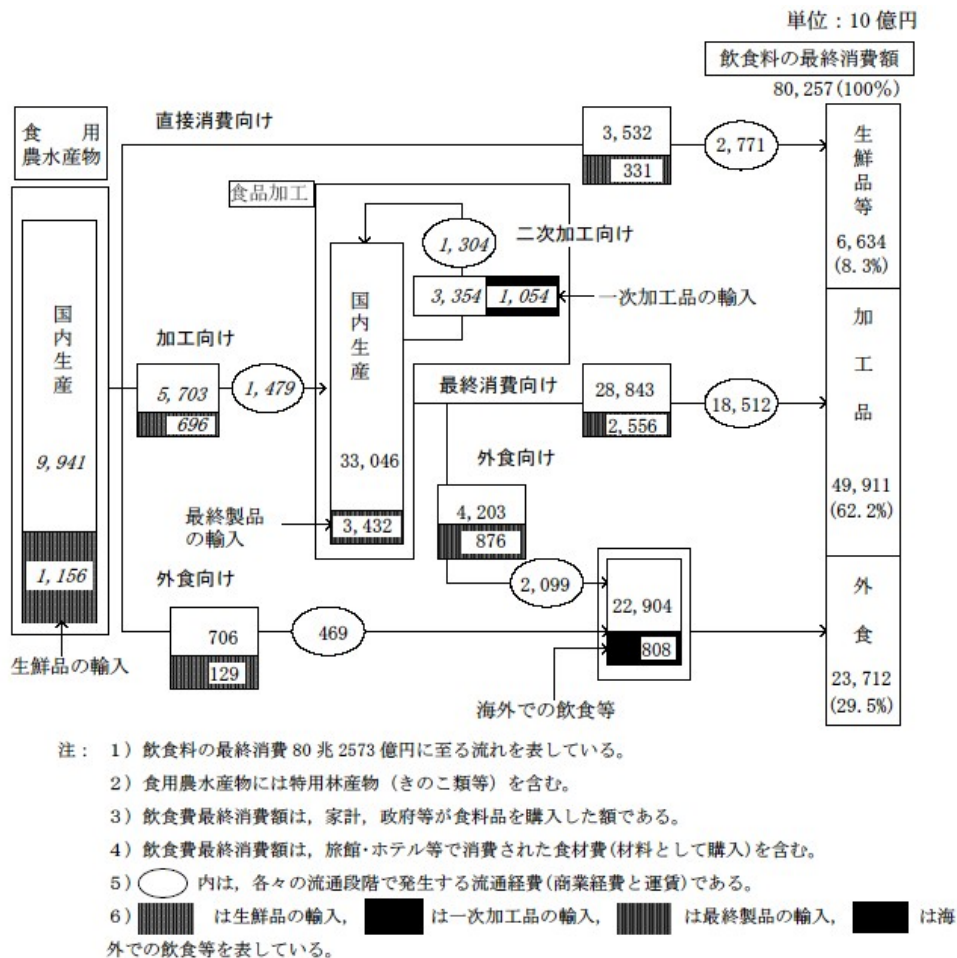 単位：10 億円
飲食料の最終消費額
80,257(100%)
食 用
農水産物
直接消費向け
3,532
331
2,771
生鮮品等
6,634
(8.3%)
食品加工
1,304
二次加工向け
3,354
1,054
一次加工品の輸入
国内生産
9,941
1,156
生鮮品の輸入
加工向け
5,703
696
1,479
国内生産
33,046
3,432
最終製品
の輸入
最終消費向け
28,843
2,556
18,512
加工品
49,911
(62.2%)
外食向け
4,203
876
2,099
外食向け
706
129
469
22,904
808
海外での飲食等
外食
23,712
(29.5%)
注： 1）飲食料の最終消費 80 兆 2573 億円に至る流れを表している。
2）食用農水産物には特用林産物（きのこ類等）を含む。
3）飲食費最終消費額は，家計，政府等が食料品を購入した額である。
4）飲食費最終消費額は，旅館・ホテル等で消費された食材費(材料として購入)を含む。
5） 内は，各々の流通段階で発生する流通経費(商業経費と運賃)である。
6） は生鮮品の輸入， は一次加工品の輸入， は最終製品の輸入， は海
外での飲食等を表している。